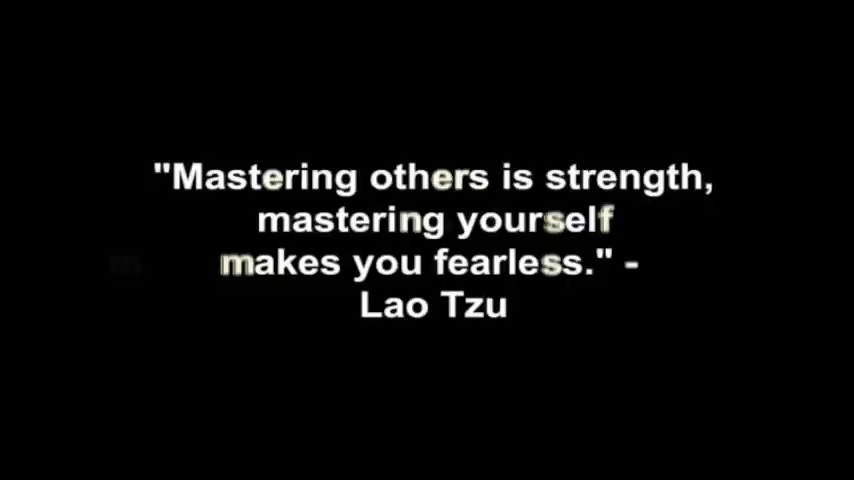 "Mastering others is strength,
mastering yourself
makes you fearless." -
Lao Tzu